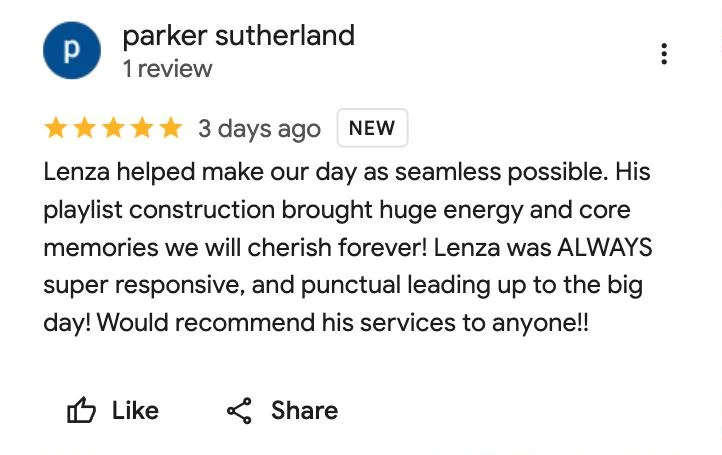 p
parker sutherland
1 review
3 days ago NEW
Lenza helped make our day as seamless possible. His
playlist construction brought huge energy and core
memories we will cherish forever! Lenza was ALWAYS
super responsive, and punctual leading up to the big
day! Would recommend his services to anyone!!
Like Share